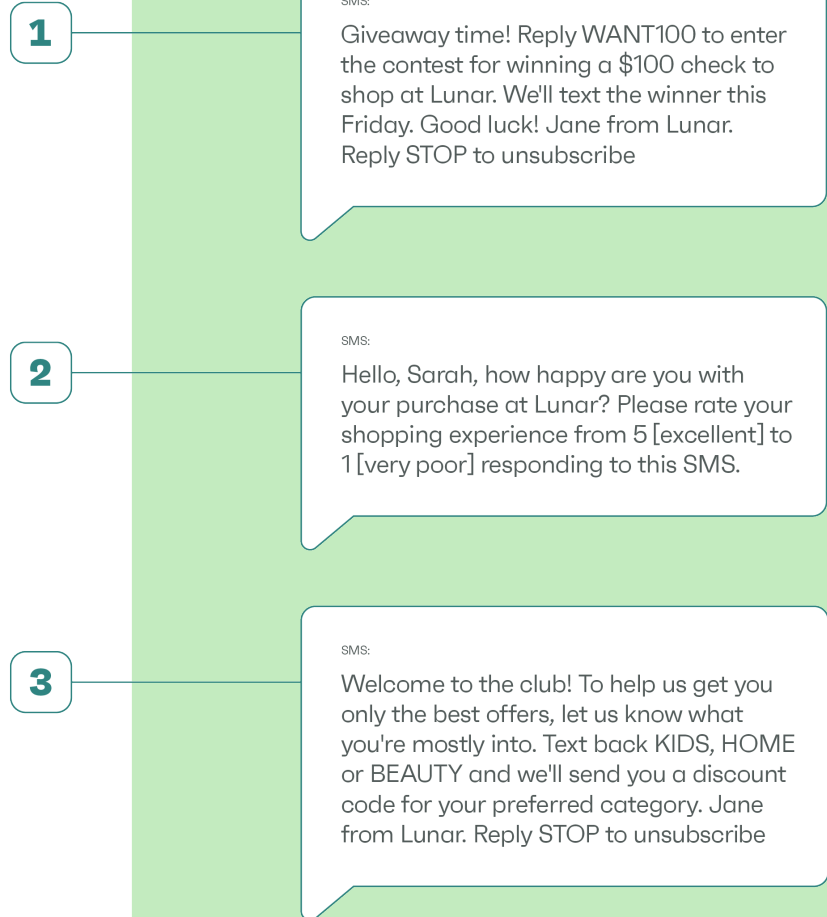 SMS:
1
Giveaway time! Reply WANT100 to enter
the contest for winning a $100 check to
shop at Lunar. We'll text the winner this
Friday. Good luck! Jane from Lunar.
Reply STOP to unsubscribe
SMS:
2
Hello, Sarah, how happy are you with
your purchase at Lunar? Please rate your
shopping experience from 5 [excellent] to
1 [very poor] responding to this SMS.
SMS:
3
Welcome to the club! To help us get you
only the best offers, let us know what
you're mostly into. Text back KIDS, HOME
or BEAUTY and we'll send you a discount
code for your preferred category. Jane
from Lunar. Reply STOP to unsubscribe